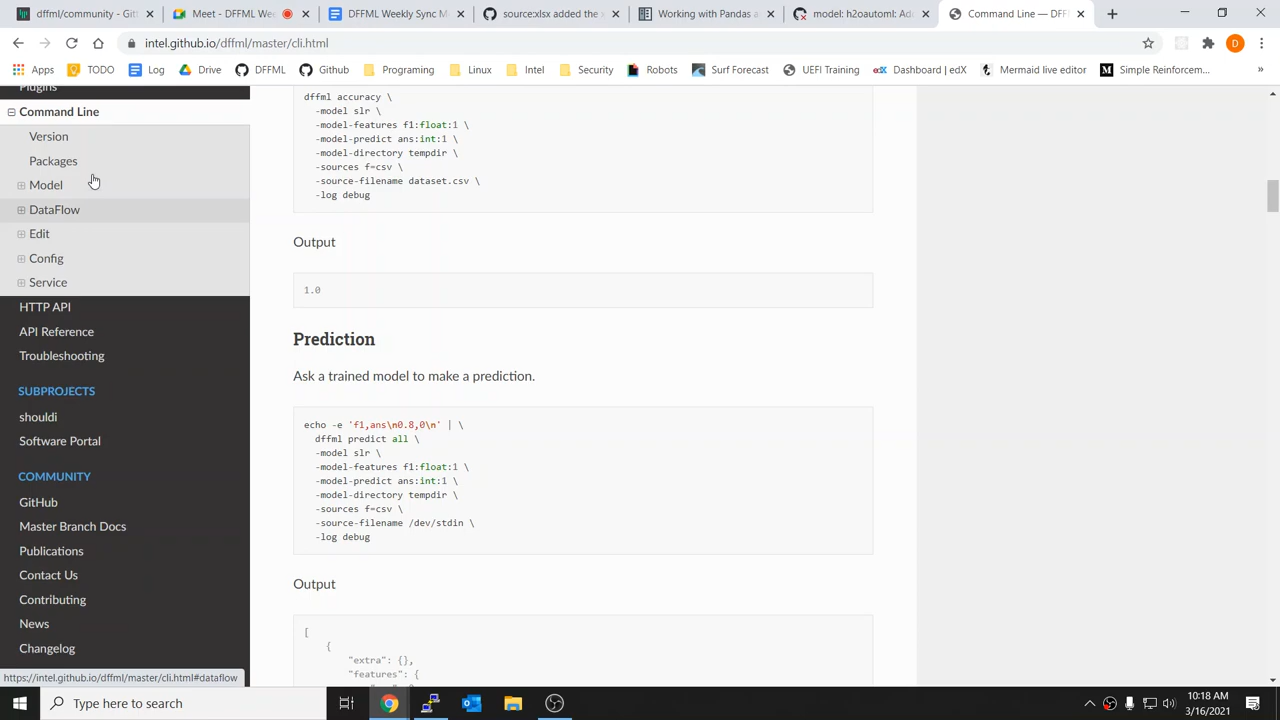 dffml/community - Gitt
Meet - DFFML Wee
DFFML Weekly Sync M
source:xlsx added the x
Working with Pandas a
model: h2oautoml: Ad
Command Line — DFF
intel.github.io/dffml/master/cli.html
Apps
TODO
Log
Drive
DFFML
Github
Programing
Linux
Intel
Security
Robots
Surf Forecast
UEFI Training
Dashboard | edX
Mermaid live editor
Simple Reinforcem...
Plugins
Command Line
Version
Packages
Model
DataFlow
Edit
Config
Service
HTTP API
API Reference
Troubleshooting
SUBPROJECTS
shouldi
Software Portal
COMMUNITY
GitHub
Master Branch Docs
Publications
Contact Us
Contributing
News
Changelog
https://intel.github.io/dffml/master/cli.html#dataflow
dffml accuracy \
-model slr \
-model-features f1:float:1 \
-model-predict ans:int:1 \
-model-directory tempdir \
-sources f=csv \
-source-filename dataset.csv \
-log debug
Output
1.0
Prediction
Ask a trained model to make a prediction.
echo -e 'f1,ans\n0.8,0\n' | \
dffml predict all \
-model slr \
-model-features f1:float:1 \
-model-predict ans:int:1 \
-model-directory tempdir \
-sources f=csv \
-source-filename /dev/stdin \
-log debug
Output
[
{
"extra": {},
"features": {
Type here to search
10:18 AM
3/16/2021